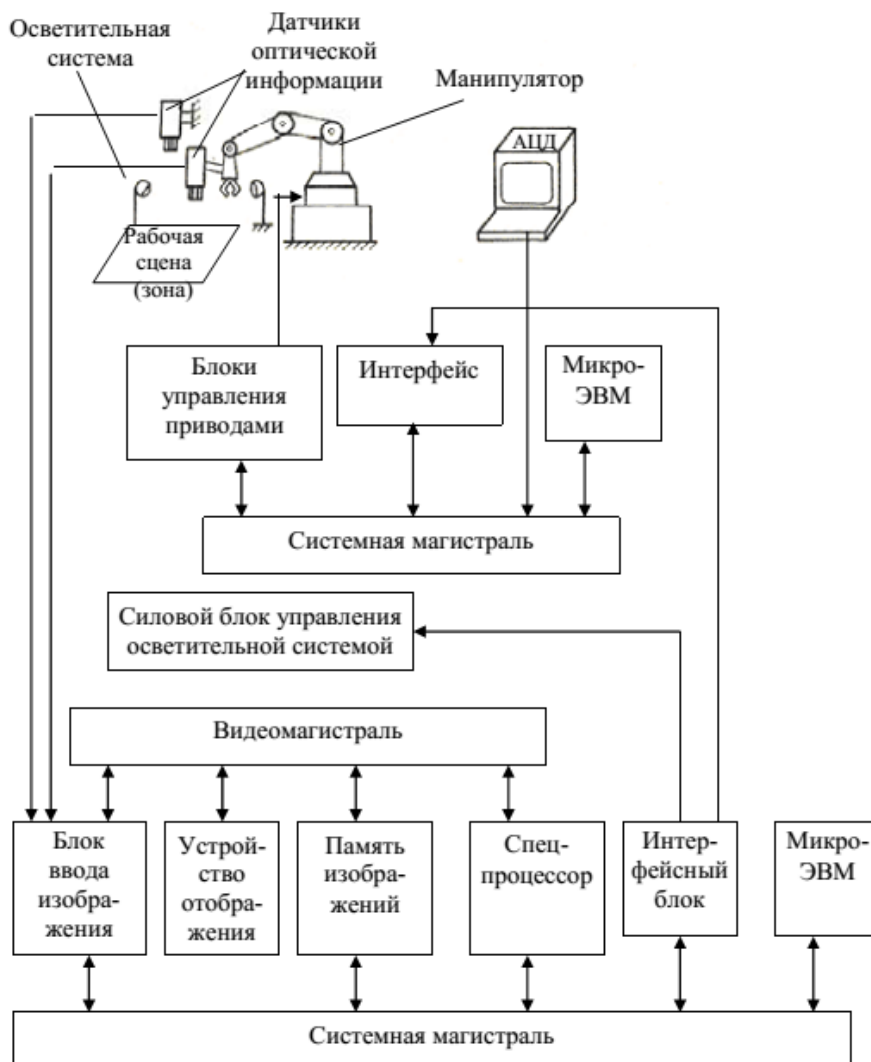 Осветительная
система
Датчики
оптической
информации
Манипулятор
АЦД
Рабочая
сцена
(зона)
Блоки
управления
приводами
Интерфейс
Микро-
ЭВМ
Системная магистраль
Силовой блок управления
осветительной системой
Видеомагистраль
Блок
ввода
изобра-
жения
Устрой-
ство
отобра-
жения
Память
изобра-
жений
Спец-
процессор
Интер-
фейсный
блок
Микро-
ЭВМ
Системная магистраль